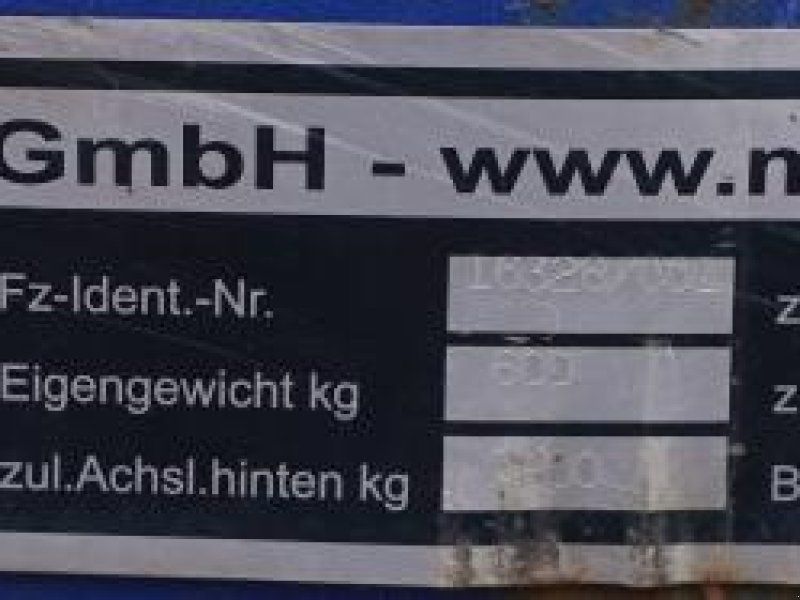 GmbH - www.m
Fz-Ident.-Nr. z
Eigengewicht kg z
zul.Achsl.hinten kg B